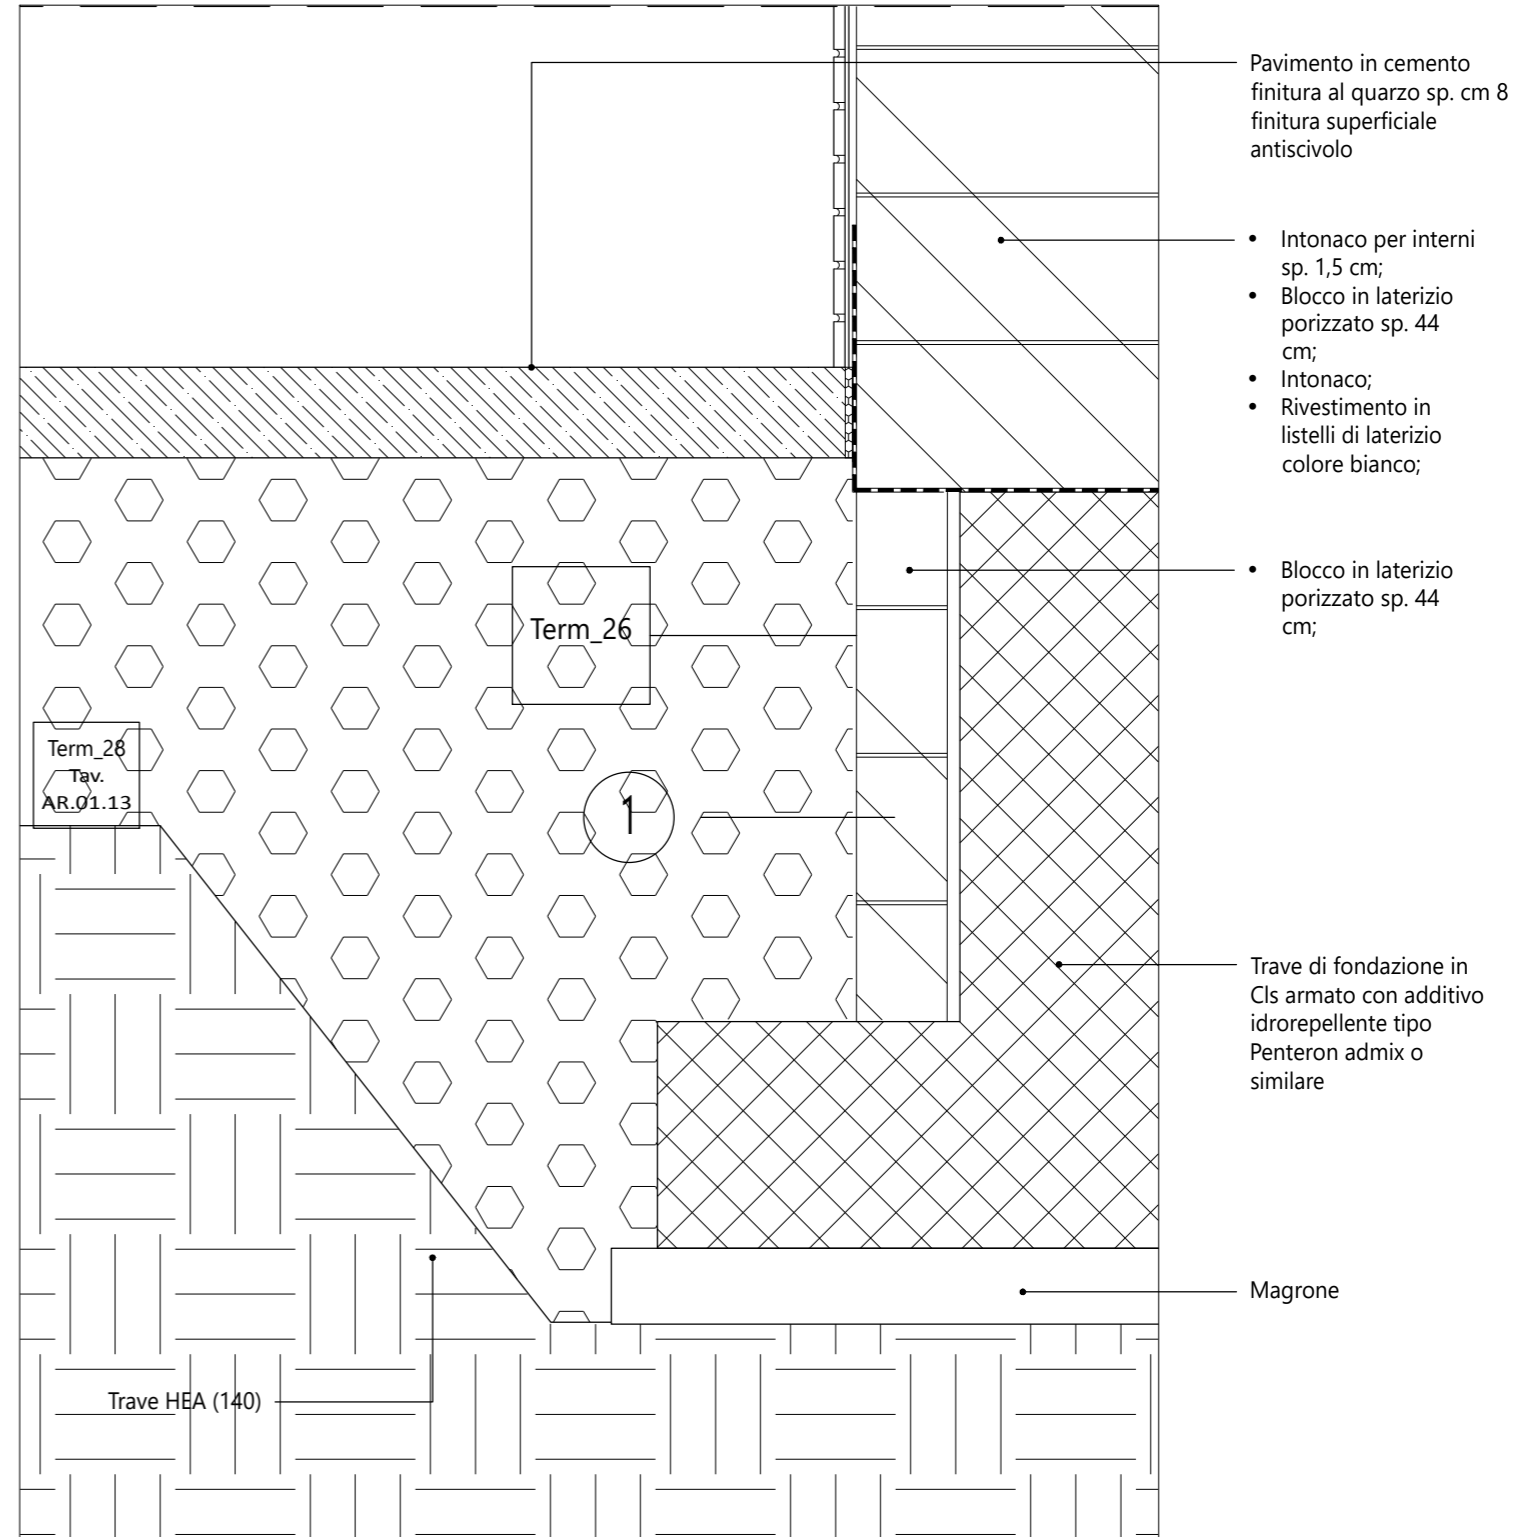 Pavimento in cemento
finitura al quarzo sp. cm 8
finitura superficiale
antiscivolo
• Intonaco per interni
sp. 1,5 cm;
• Blocco in laterizio
porizzato sp. 44
cm;
• Intonaco;
• Rivestimento in
listelli di laterizio
colore bianco;
• Blocco in laterizio
porizzato sp. 44
cm;
Term_26
Term_28
Tav.
AR.01.13
1
Trave di fondazione in
Cls armato con additivo
idrorepellente tipo
Penteron admix o
similare
Magrone
Trave HEA (140)